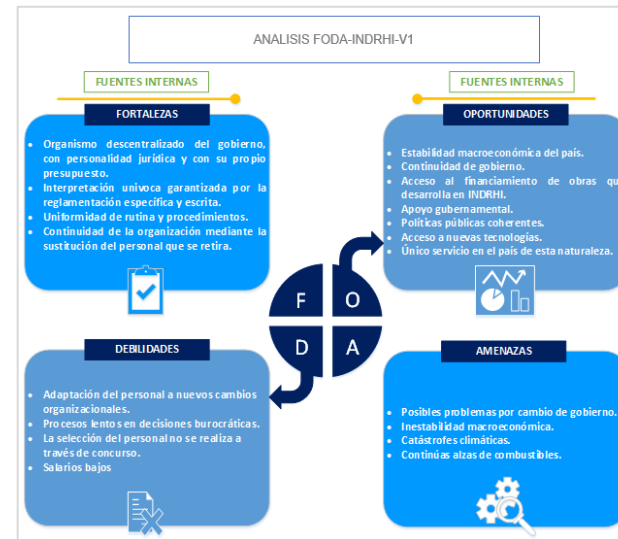 ANALISIS FODA-INDRHI-V1
FUENTES INTERNAS
FORTALEZAS
• Organismo descentralizado del gobierno,
con personalidad jurídica y con su propio
presupuesto.
• Interpretación univoca garantizada por la
reglamentación específica y escrita.
• Uniformidad de rutina y procedimientos.
• Continuidad de la organización mediante la
sustitución del personal que se retira.
FUENTES INTERNAS
OPORTUNIDADES
• Estabilidad macroeconómica del país.
• Continuidad de gobierno.
• Acceso al financiamiento de obras qu
desarrolla en INDRHI.
• Apoyo gubernamental.
• Políticas públicas coherentes.
• Acceso a nuevas tecnologías.
• Único servicio en el país de esta naturaleza.
F O
D A
DEBILIDADES
• Adaptación del personal a nuevos cambios
organizacionales.
• Procesos lentos en decisiones burocráticas.
• La selección del personal no se realiza a
través de concurso.
• Salarios bajos
AMENAZAS
• Posibles problemas por cambio de gobierno.
• Inestabilidad macroeconómica.
• Catástrofes climáticas.
• Continúas alzas de combustibles.